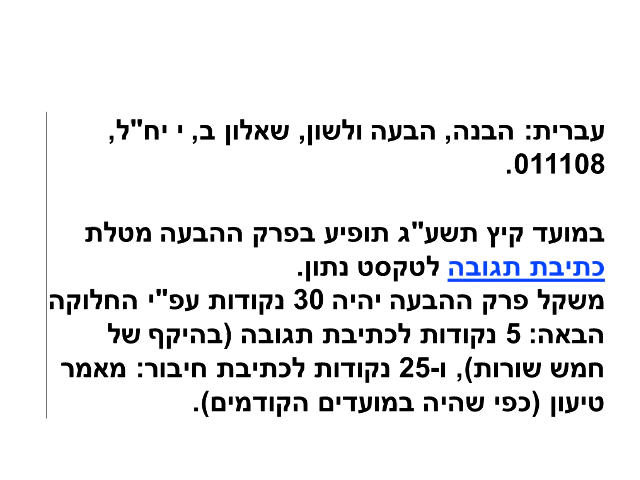 עברית: הבנה, הבעה ולשון, שאלון ב, י יח"ל,
011108.
במועד קיץ תשע"ג תופיע בפרק ההבעה מטלת
כתיבת תגובה לטקסט נתון.
משקל פרק ההבעה יהיה 30 נקודות עפ"י החלוקה
הבאה: 5 נקודות לכתיבת תגובה (בהיקף של
חמש שורות), ו-25 נקודות לכתיבת חיבור: מאמר
טיעון (כפי שהיה במועדים הקודמים).